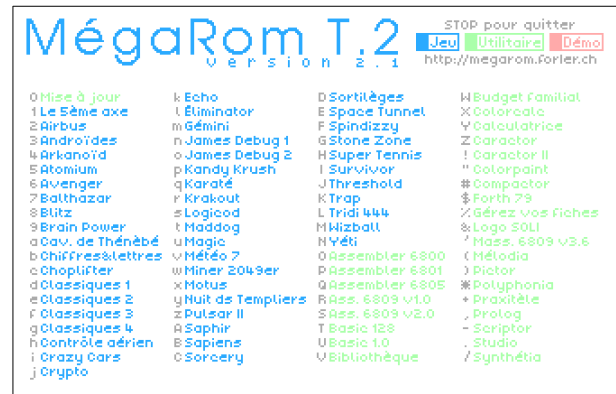 MégaRom T.2
version 2.1
STOP pour quitter
Jeu Utilitaire Démo
http://megarom.forler.ch
0 Mise à jour
1 Le 5ème axe
2 Airbus
3 Androïdes
4 Arkanoïd
5 Atomium
6 Avenger
7 Balthazar
8 Blitz
9 Brain Power
a Cav. de Thénèbé
b Chiffres&lettres
c Choplifter
d Classiques 1
e Classiques 2
f Classiques 3
g Classiques 4
h Contrôle aérien
i Crazy Cars
j Crypto
k Echo
l Éliminator
m Gémini
n James Debug 1
o James Debug 2
p Kandy Krush
q Karaté
r Krakout
s Logicod
t Maddog
u Magic
v Météo 7
w Miner 2049er
x Motus
y Nuit ds Templiers
z Pulsar II
A Saphir
B Sapiens
C Sorcery
D Sortilèges
E Space Tunnel
F Spindizzy
G Stone Zone
H Super Tennis
I Survivor
J Threshold
K Trap
L Tridi 444
M Wizball
N Yéti
O Assembler 6800
P Assembler 6801
Q Assembler 6805
R Ass. 6809 v1.0
S Ass. 6809 v2.0
T Basic 128
U Basic 1.0
V Bibliothèque
W Budget familial
X Colorcalc
Y Calculatrice
Z Caractor
! Caractor II
" Colorpaint
# Compactor
$ Forth 79
% Gérez vos fiches
& Logo SOLI
' Mass. 6809 v3.6
( Mélodia
) Pictor
* Polyphonia
+ Praxitèle
, Prolog
- Scriptor
. Studio
/ Synthétia